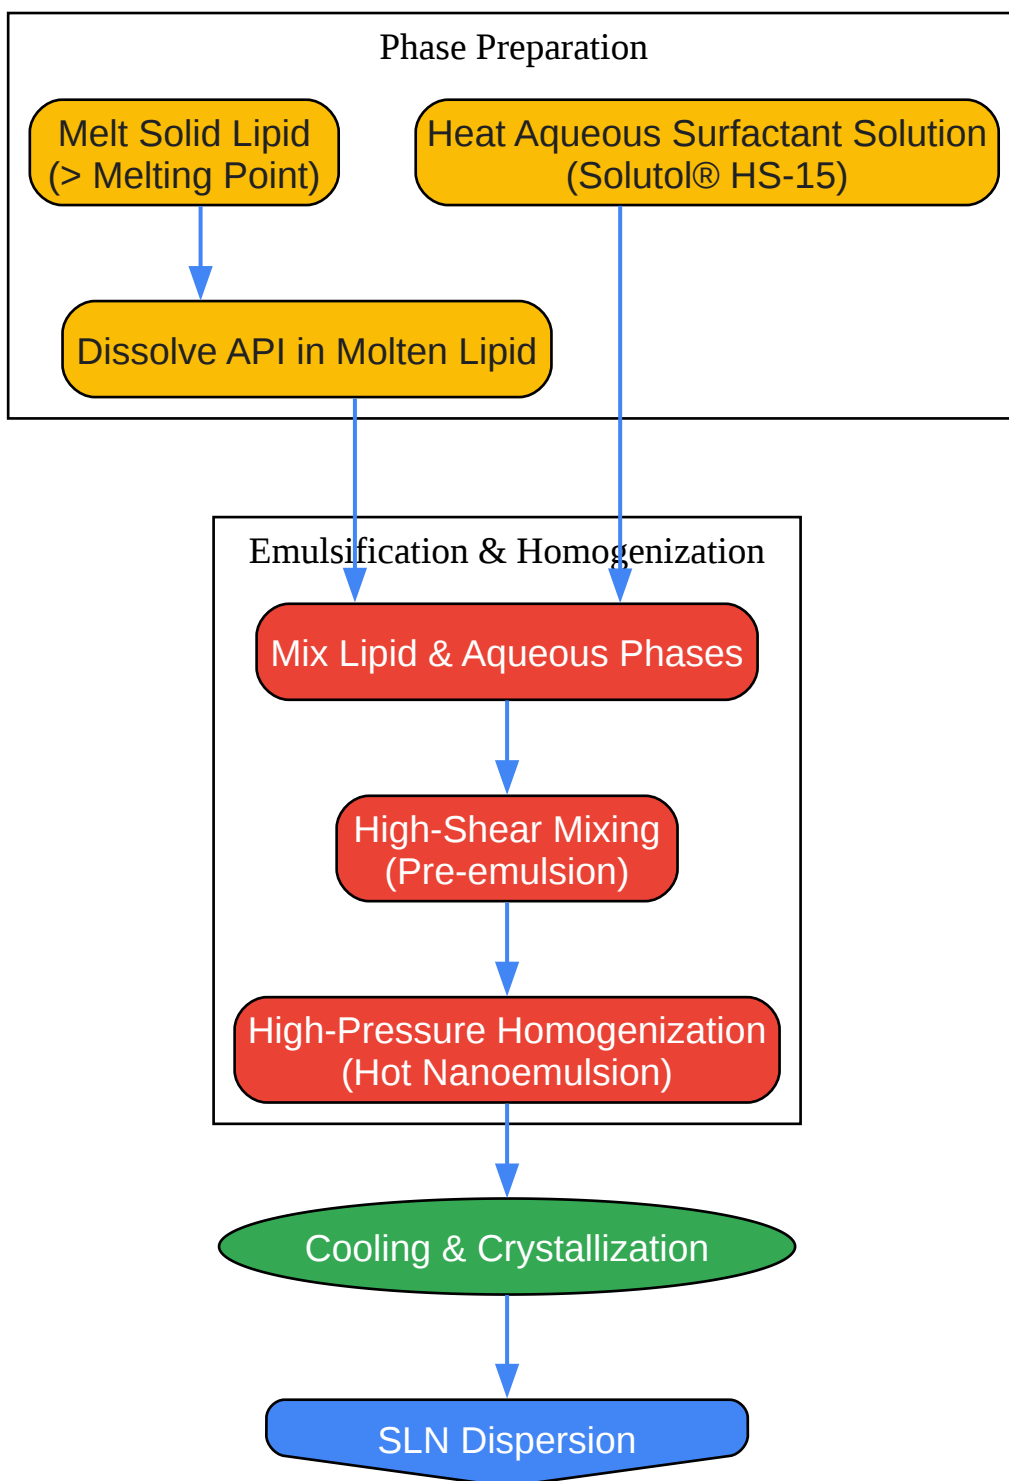 Phase Preparation
Melt Solid Lipid
(> Melting Point)
Heat Aqueous Surfactant Solution
(Solutol® HS-15)
Dissolve API in Molten Lipid
Emulsification & Homogenization
Mix Lipid & Aqueous Phases
High-Shear Mixing
(Pre-emulsion)
High-Pressure Homogenization
(Hot Nanoemulsion)
Cooling & Crystallization
SLN Dispersion